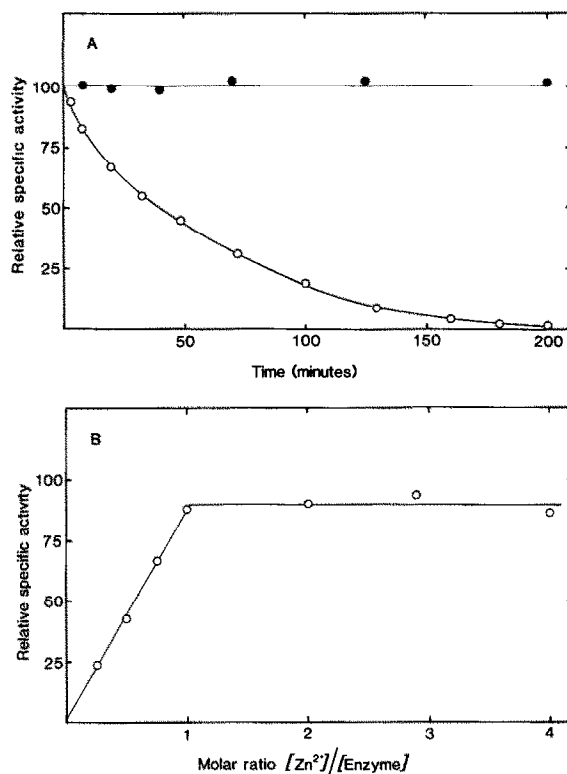 A
Relative specific activity
100
75
50
25
50
100
150
200
Time (minutes)
B
Relative specific activity
100
75
50
25
1
2
3
4
Molar ratio [Zn²⁺]/[Enzyme]